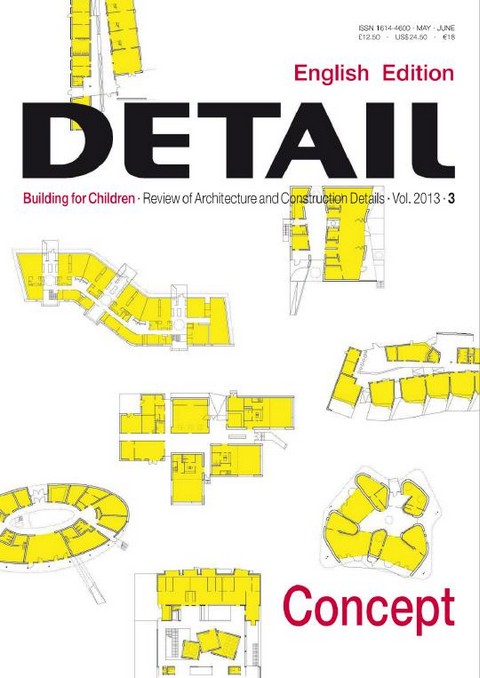 ISSN 1614-4600 · MAY · JUNE
£12.50 · US$24.50 · €18
English Edition
DETAIL
Building for Children · Review of Architecture and Construction Details · Vol. 2013 · 3
Concept